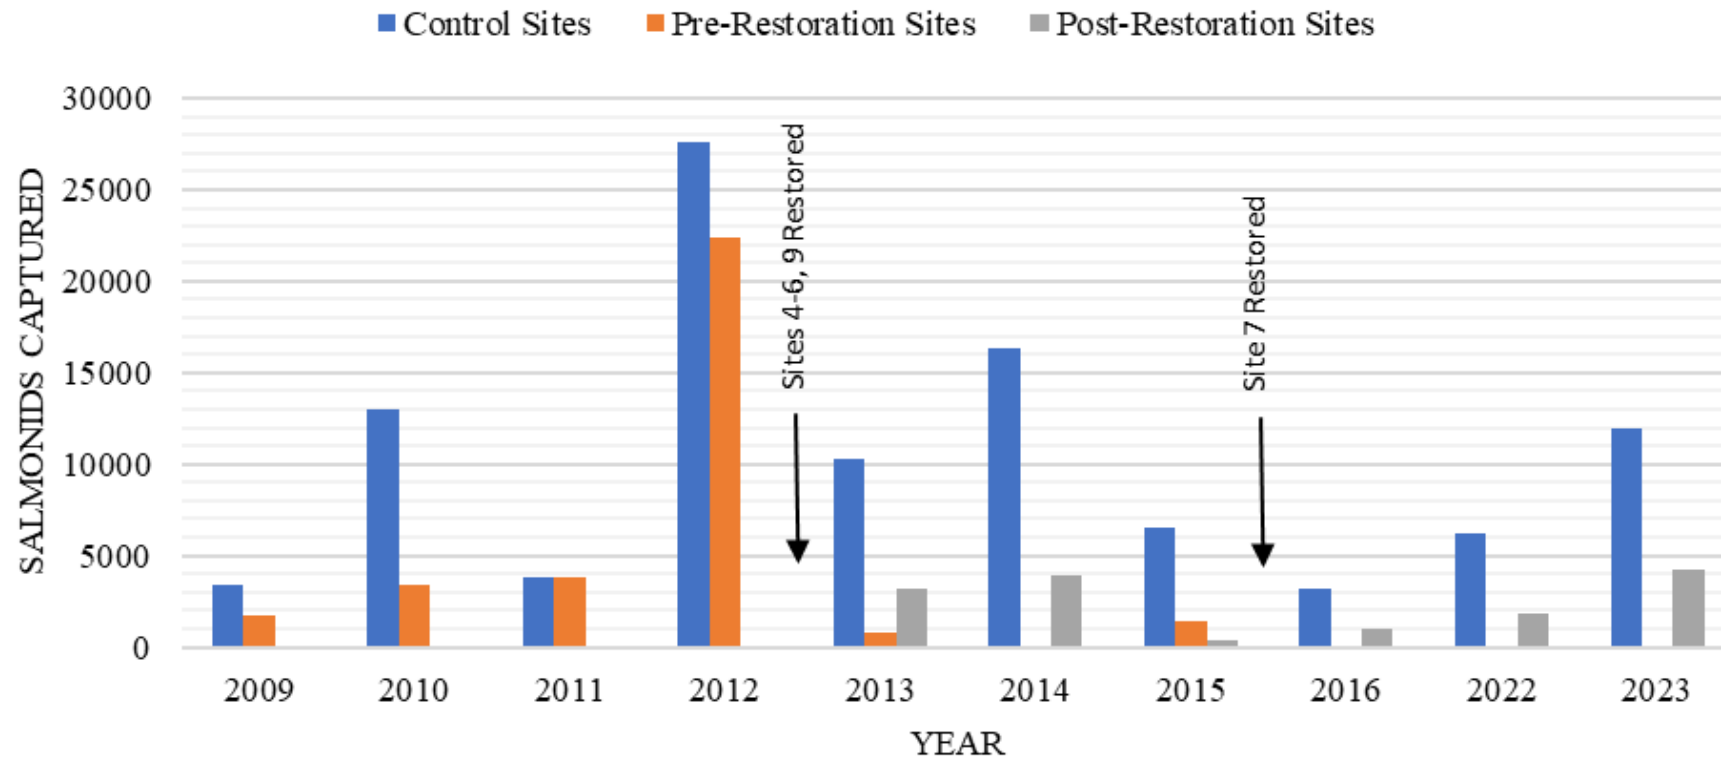 Control Sites Pre-Restoration Sites Post-Restoration Sites
30000
25000
20000
15000
10000
5000
0
SALMONIDS CAPTURED
Sites 4-6, 9 Restored
Site 7 Restored
2009 2010 2011 2012 2013 2014 2015 2016 2022 2023
YEAR